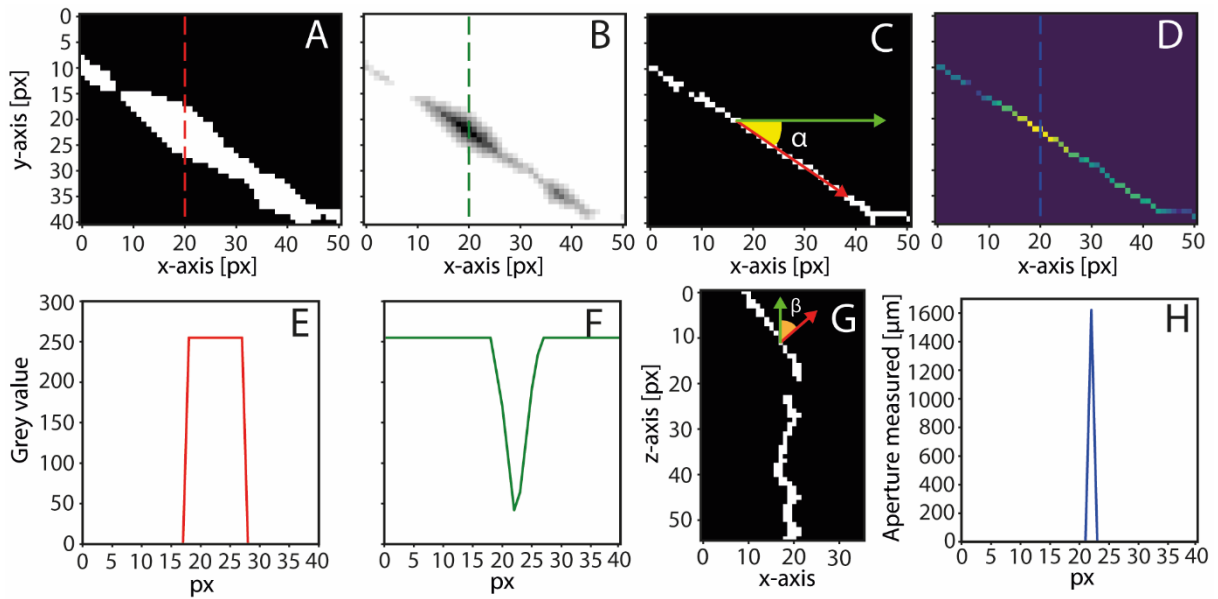 A
B
C
D
0
5
10
15
20
25
30
35
40
y-axis [px]
α
0 10 20 30 40 50
0 10 20 30 40 50
0 10 20 30 40 50
0 10 20 30 40 50
x-axis [px]
x-axis [px]
x-axis [px]
x-axis [px]
E
300
250
200
150
100
50
0
Grey value
0 5 10 15 20 25 30 35 40
px
F
0 5 10 15 20 25 30 35 40
px
G
β
0
10
20
30
40
50
z-axis [px]
0 10 20 30
x-axis
H
1600
1400
1200
1000
800
600
400
200
0
Aperture measured [μm]
0 5 10 15 20 25 30 35 40
px